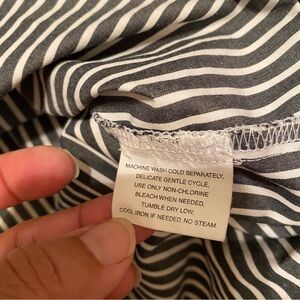 MACHINE WASH COLD SEPARATELY,
DELICATE GENTLE CYCLE,
USE ONLY NON-CHLORINE
BLEACH WHEN NEEDED,
TUMBLE DRY LOW,
COOL IRON IF NEEDED, NO STEAM.